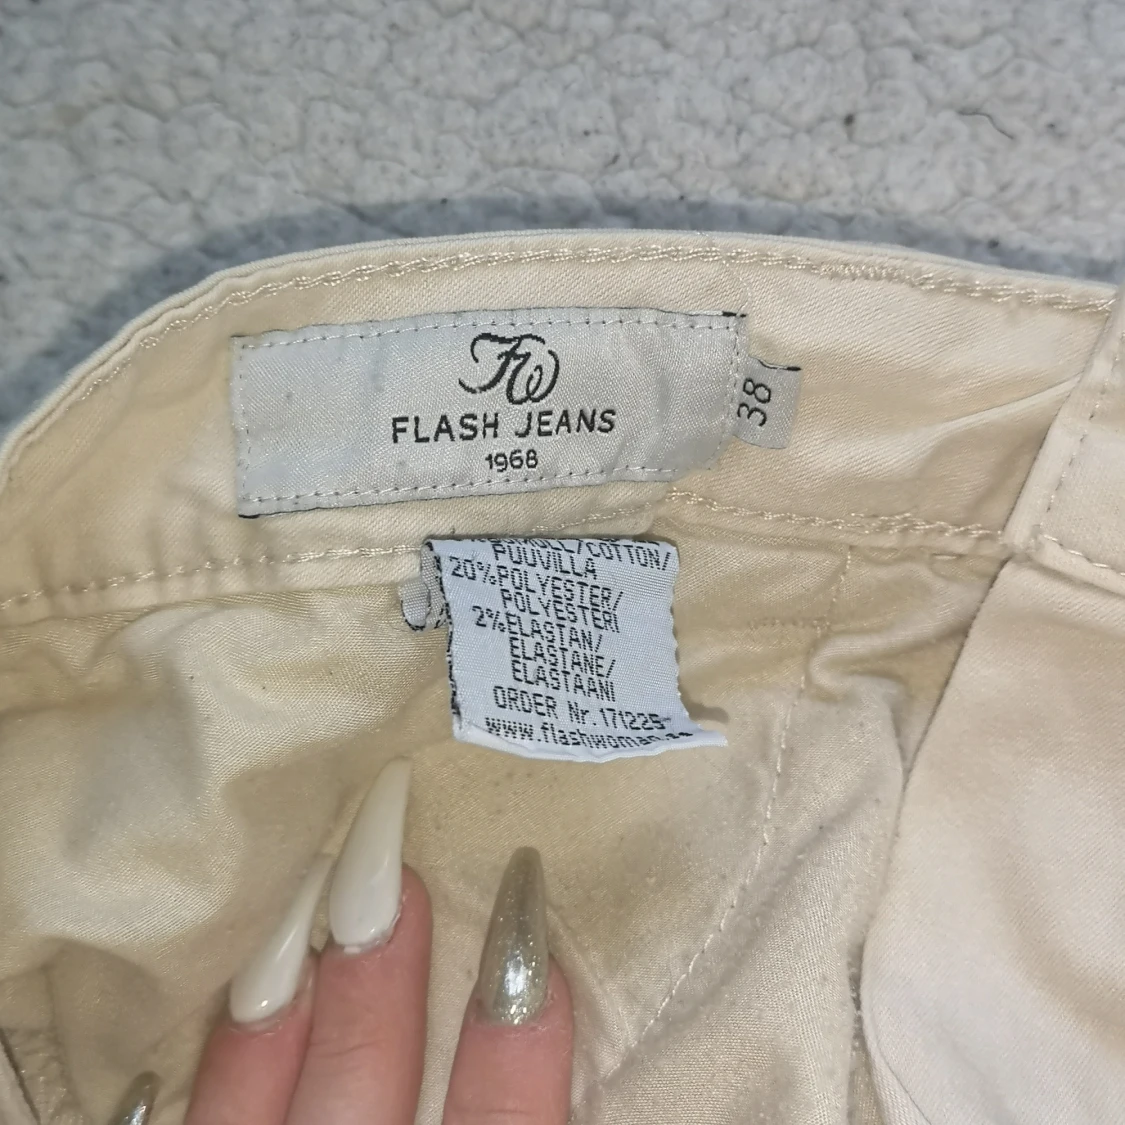 FW
FLASH JEANS
1968
38
PUUVILLA
20% POLYESTER/
POLYESTERI
2% ELASTAN/
ELASTANE/
ELASTAANI
ORDER Nr.